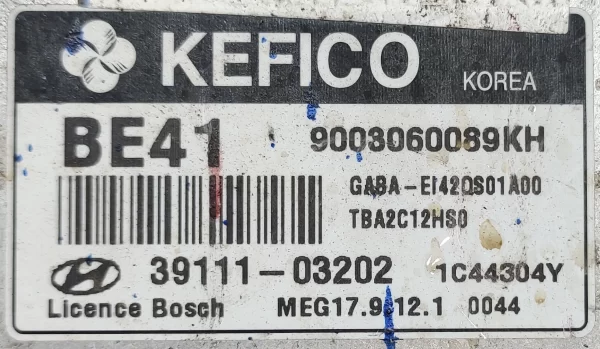 KEFICO
KOREA
BE41
9003060089KH
GABA-EI42QS01A00
TBA2C12HS0
39111-03202
1C44304Y
Licence Bosch
MEG17.9.12.1
0044